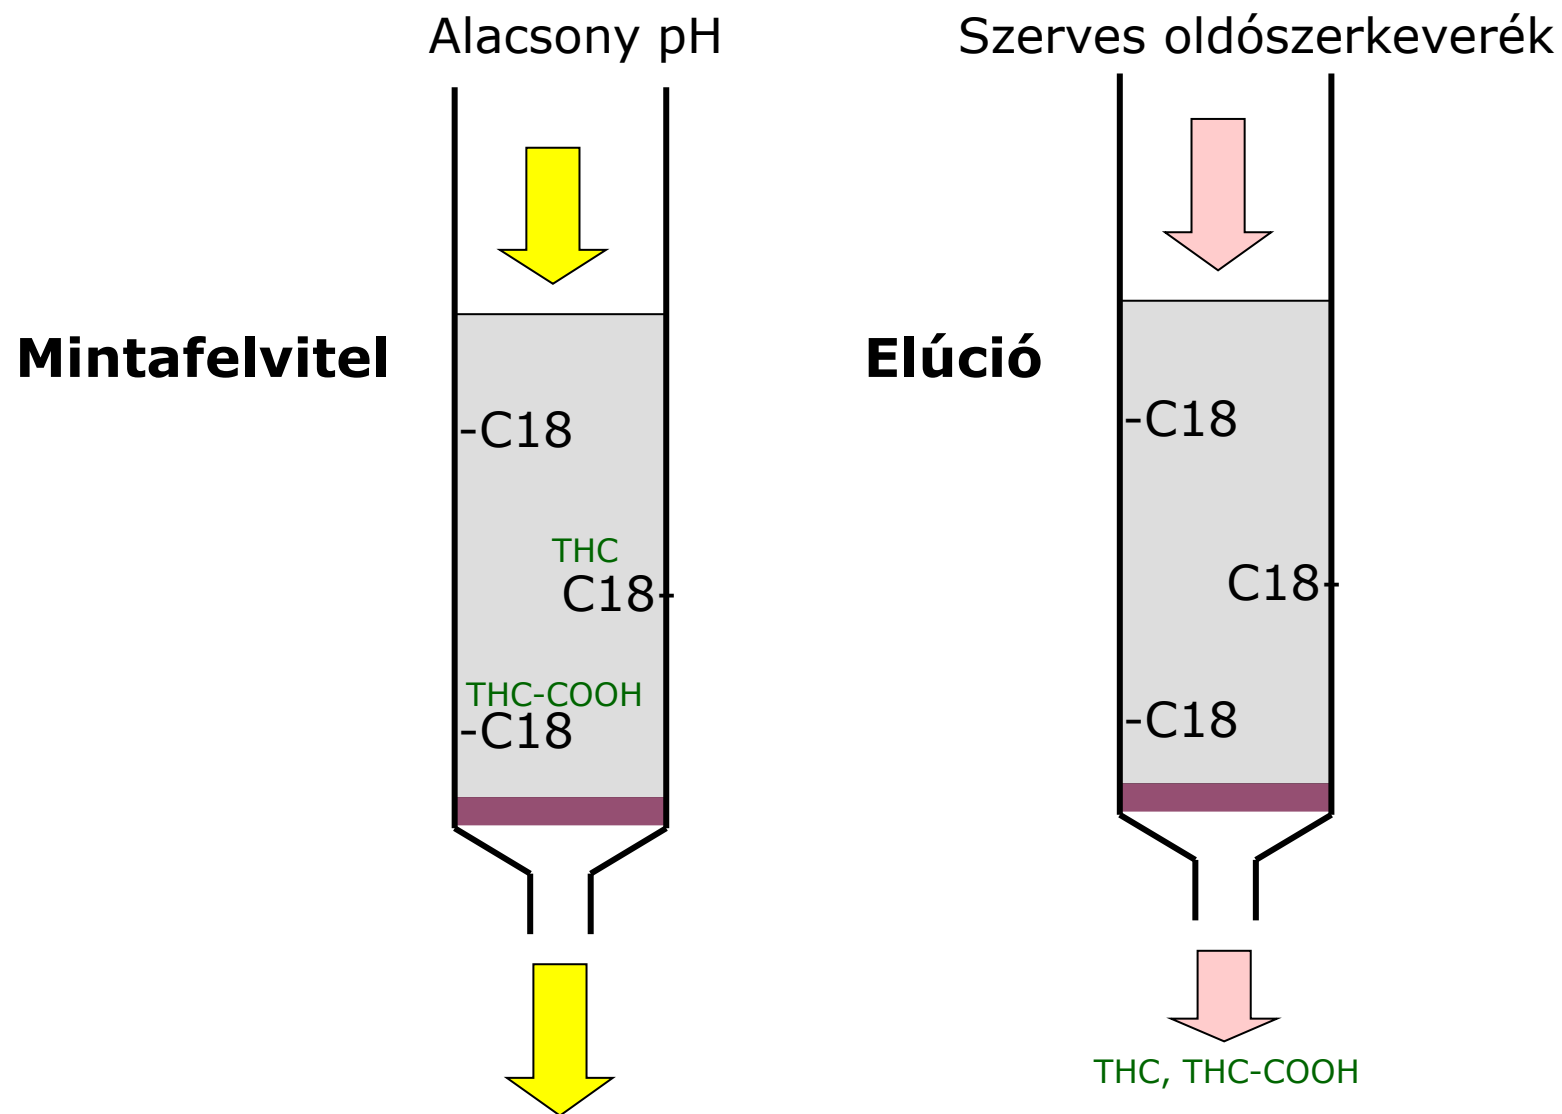 Alacsony pH
Szerves oldószerkeverék
Mintafelvitel
-C18
THC
C18-
THC-COOH
-C18
Elúció
-C18
C18-
-C18
THC, THC-COOH